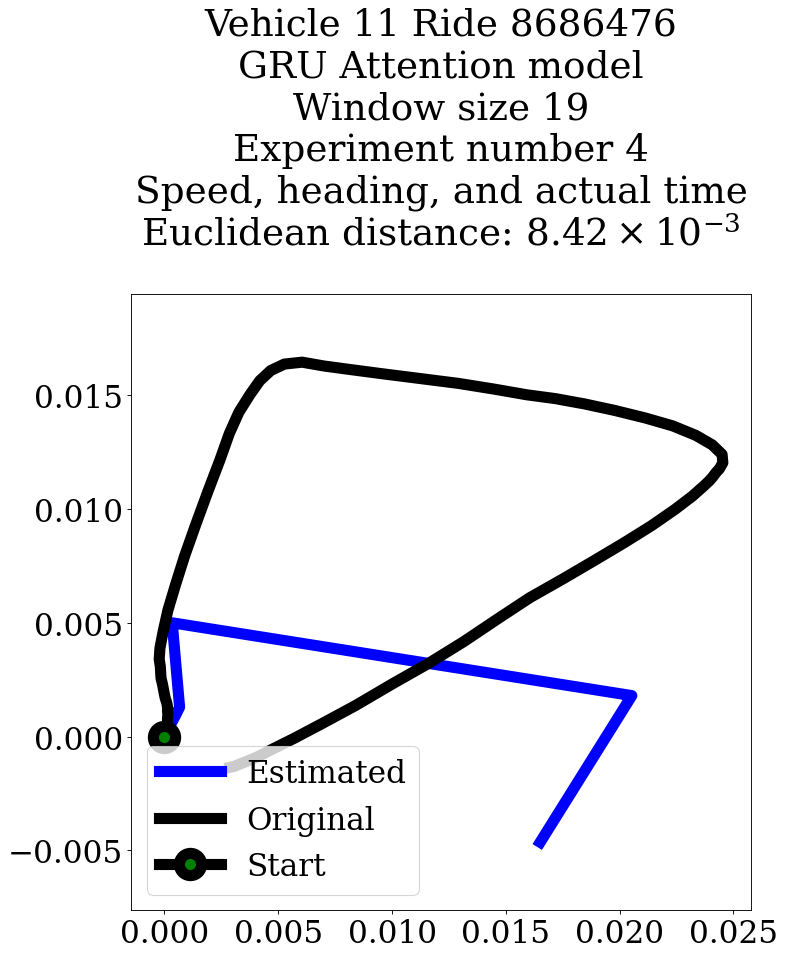 Vehicle 11 Ride 8686476
GRU Attention model
Window size 19
Experiment number 4
Speed, heading, and actual time
Euclidean distance: 8.42 × 10⁻³
0.015
0.010
0.005
0.000
−0.005
Estimated
Original
Start
0.000 0.005 0.010 0.015 0.020 0.025